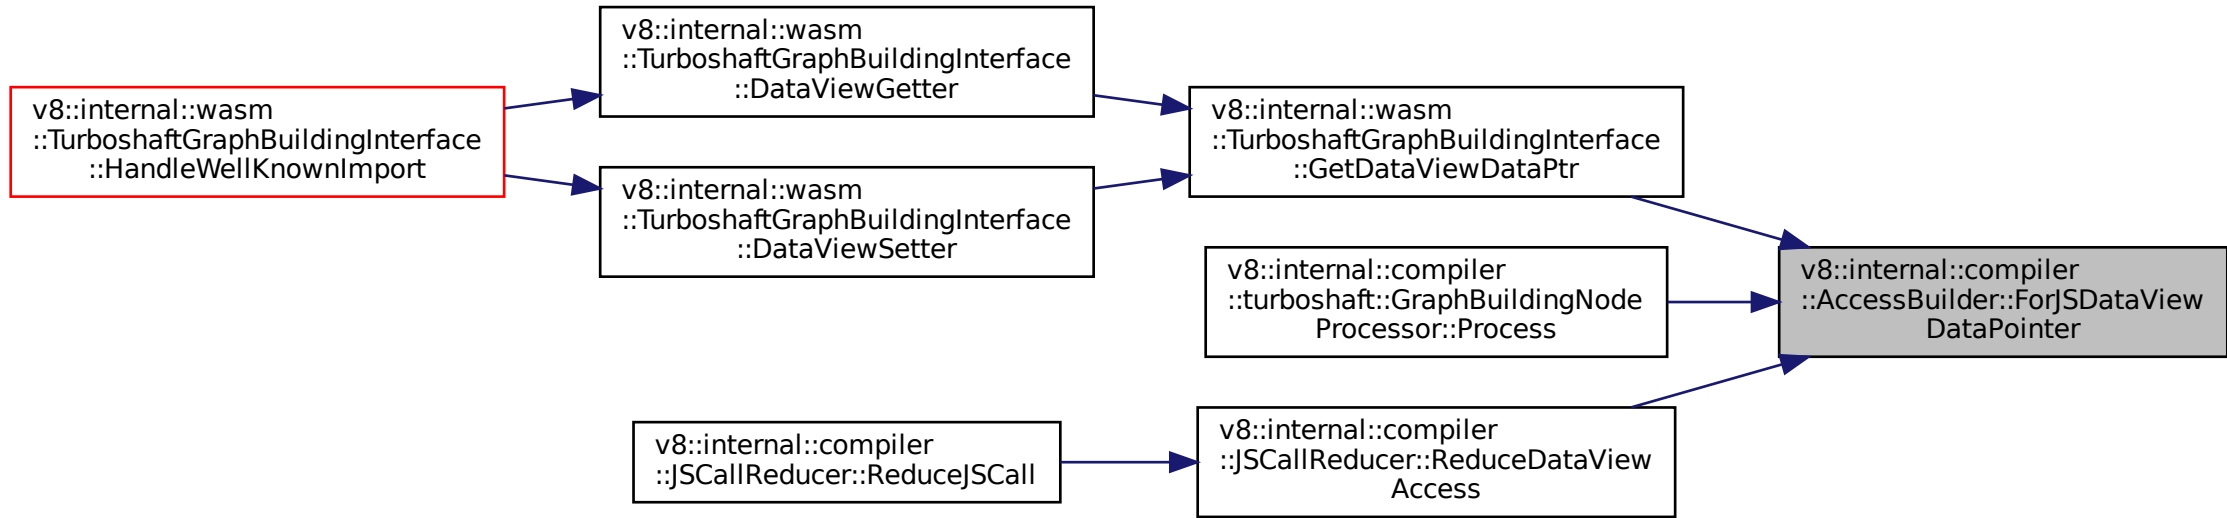 v8::internal::wasm
::TurboshaftGraphBuildingInterface
::HandleWellKnownImport
v8::internal::wasm
::TurboshaftGraphBuildingInterface
::DataViewGetter
v8::internal::wasm
::TurboshaftGraphBuildingInterface
::DataViewSetter
v8::internal::wasm
::TurboshaftGraphBuildingInterface
::GetDataViewDataPtr
v8::internal::compiler
::turboshaft::GraphBuildingNode
Processor::Process
v8::internal::compiler
::AccessBuilder::ForJSDataView
DataPointer
v8::internal::compiler
::JSCallReducer::ReduceJSCall
v8::internal::compiler
::JSCallReducer::ReduceDataView
Access